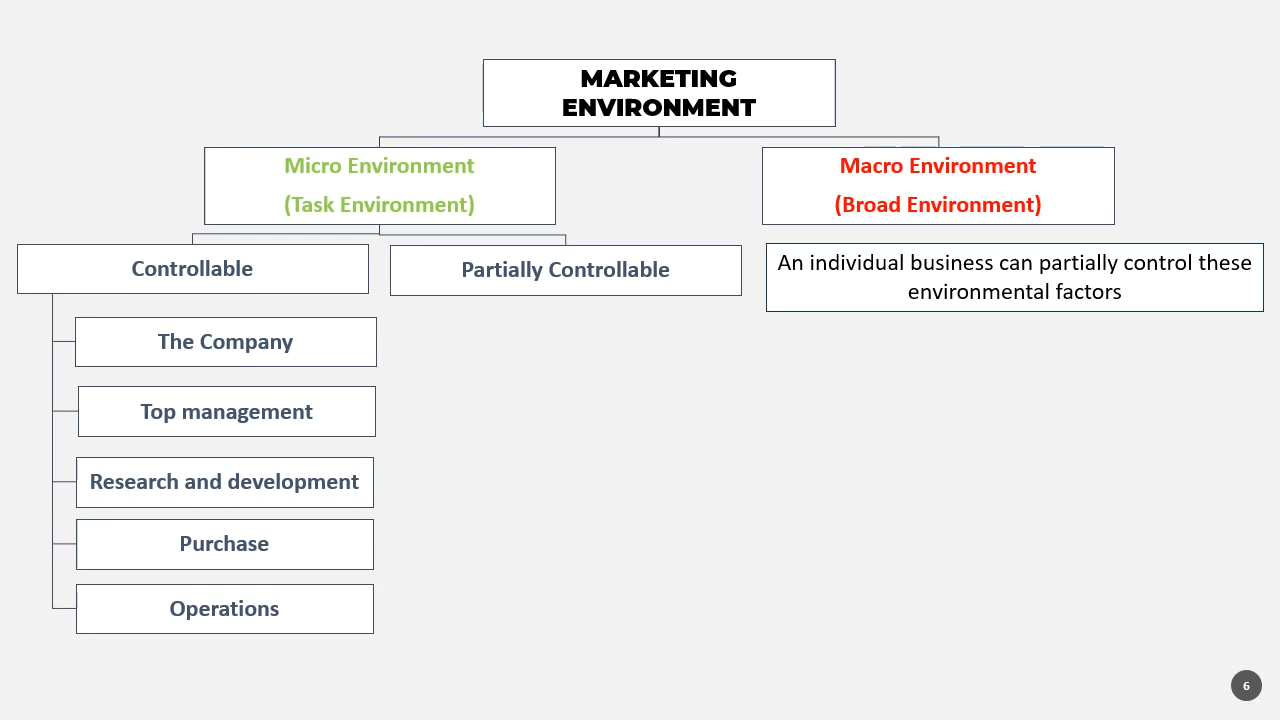 MARKETING
ENVIRONMENT
Micro Environment
(Task Environment)
Macro Environment
(Broad Environment)
Controllable
Partially Controllable
An individual business can partially control these
environmental factors
The Company
Top management
Research and development
Purchase
Operations
6